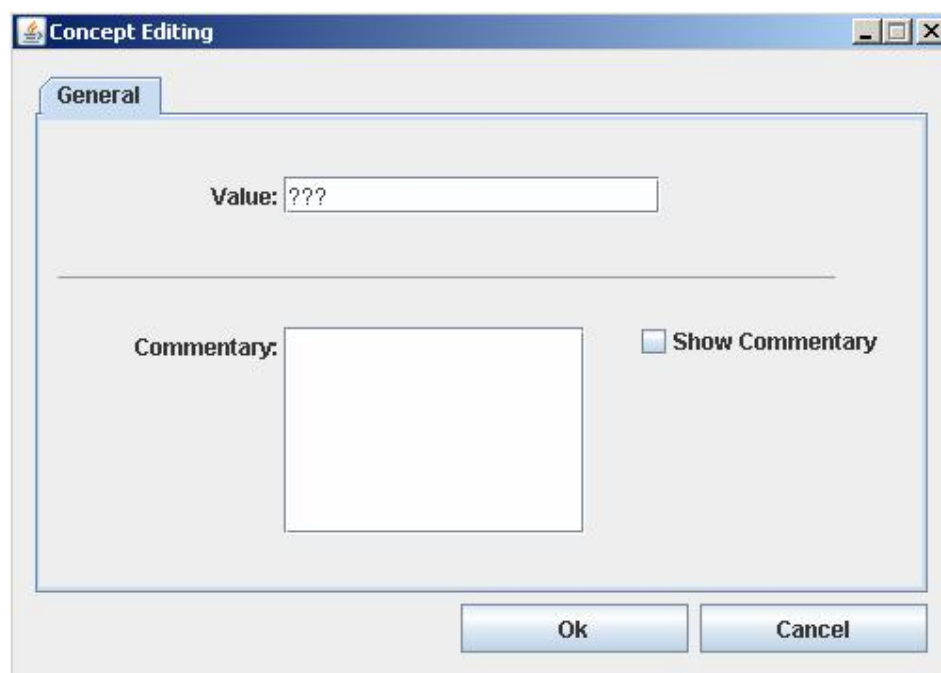 Concept Editing
General
Value: ???
Commentary:
Show Commentary
Ok
Cancel